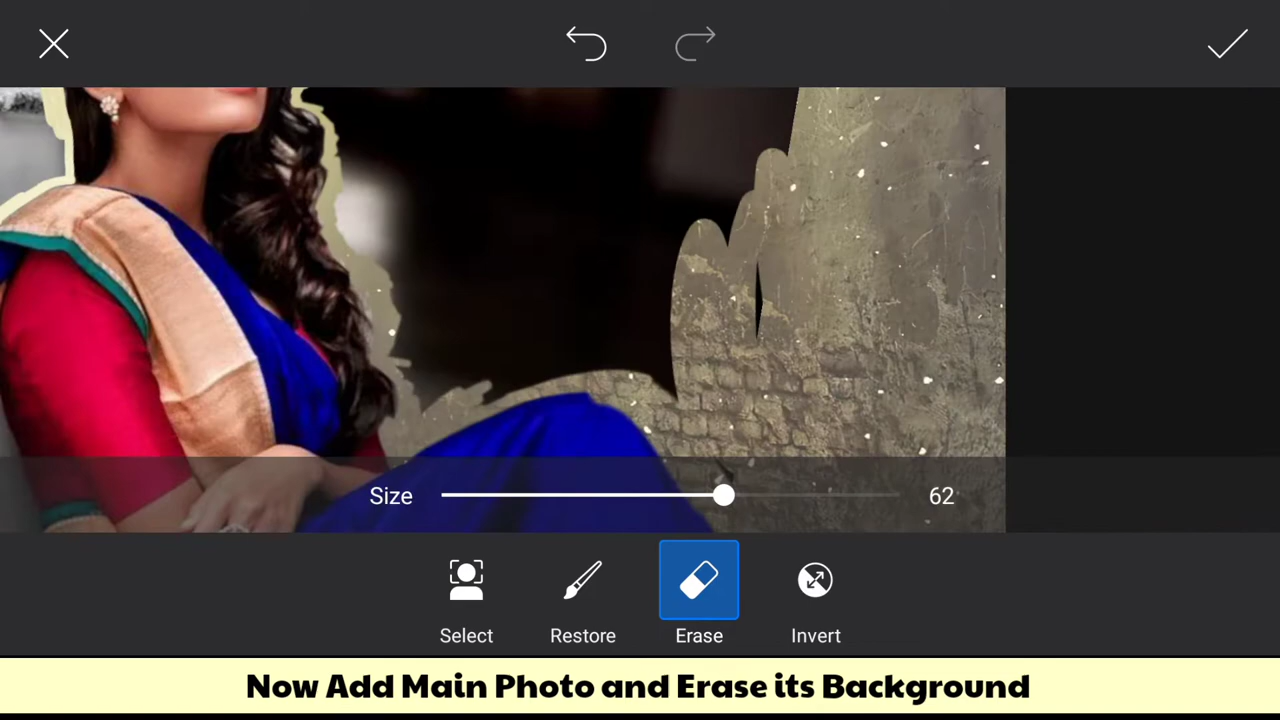 Size 62
Select Restore Erase Invert
Now Add Main Photo and Erase its Background